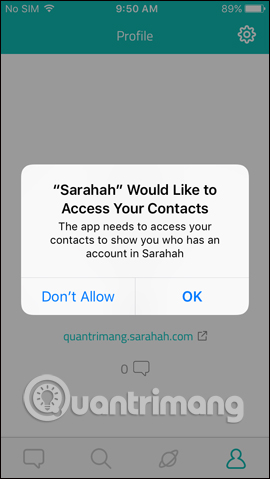 No SIM 9:50 AM 89%
Profile
“Sarahah” Would Like to
Access Your Contacts
The app needs to access your
contacts to show you who has an
account in Sarahah
Don’t Allow OK
quantrimang.sarahah.com
0
Quantrimang